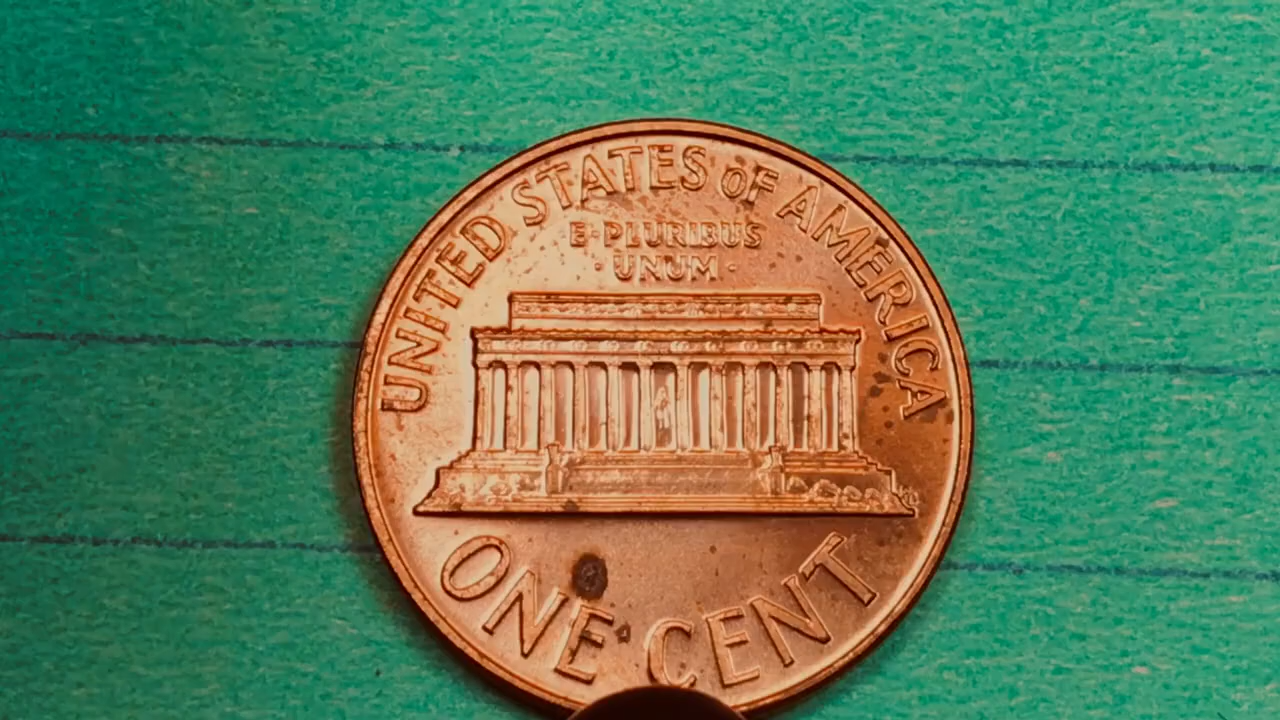 UNITED STATES OF AMERICA
E·PLURIBUS
·UNUM·
ONE CENT